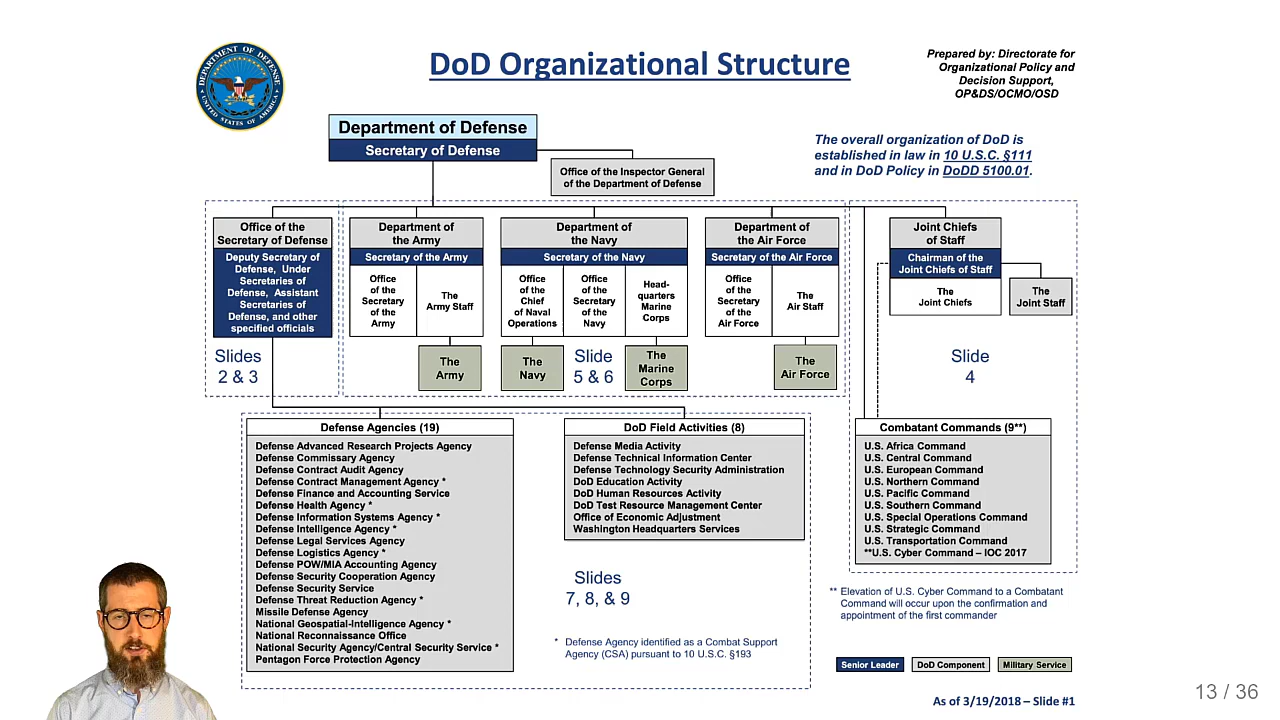 DEPARTMENT OF DEFENSE
UNITED STATES OF AMERICA
DoD Organizational Structure
Prepared by: Directorate for
Organizational Policy and
Decision Support,
OP&DS/OCMO/OSD
Department of Defense
Secretary of Defense
Office of the Inspector General
of the Department of Defense
The overall organization of DoD is
established in law in 10 U.S.C. §111
and in DoD Policy in DoDD 5100.01.
Office of the
Secretary of Defense
Deputy Secretary of
Defense, Under
Secretaries of
Defense, Assistant
Secretaries of
Defense, and other
specified officials
Slides
2 & 3
Department of
the Army
Secretary of the Army
Office
of the
Secretary
of the
Army
The
Army Staff
The
Army
Department of
the Navy
Secretary of the Navy
Office
of the
Chief
of Naval
Operations
Office
of the
Secretary
of the
Navy
Head-
quarters
Marine
Corps
The
Navy
Slide
5 & 6
The
Marine
Corps
Department of
the Air Force
Secretary of the Air Force
Office
of the
Secretary
of the
Air Force
The
Air Staff
The
Air Force
Joint Chiefs
of Staff
Chairman of the
Joint Chiefs of Staff
The
Joint Chiefs
The
Joint Staff
Slide
4
Defense Agencies (19)
Defense Advanced Research Projects Agency
Defense Commissary Agency
Defense Contract Audit Agency
Defense Contract Management Agency *
Defense Finance and Accounting Service
Defense Health Agency *
Defense Information Systems Agency *
Defense Intelligence Agency *
Defense Legal Services Agency
Defense Logistics Agency *
Defense POW/MIA Accounting Agency
Defense Security Cooperation Agency
Defense Security Service
Defense Threat Reduction Agency *
Missile Defense Agency
National Geospatial-Intelligence Agency *
National Reconnaissance Office
National Security Agency/Central Security Service *
Pentagon Force Protection Agency
DoD Field Activities (8)
Defense Media Activity
Defense Technical Information Center
Defense Technology Security Administration
DoD Education Activity
DoD Human Resources Activity
DoD Test Resource Management Center
Office of Economic Adjustment
Washington Headquarters Services
Slides
7, 8, & 9
* Defense Agency identified as a Combat Support
Agency (CSA) pursuant to 10 U.S.C. §193
Combatant Commands (9**)
U.S. Africa Command
U.S. Central Command
U.S. European Command
U.S. Northern Command
U.S. Pacific Command
U.S. Southern Command
U.S. Special Operations Command
U.S. Strategic Command
U.S. Transportation Command
**U.S. Cyber Command – IOC 2017
** Elevation of U.S. Cyber Command to a Combatant
Command will occur upon the confirmation and
appointment of the first commander
Senior Leader
DoD Component
Military Service
As of 3/19/2018 – Slide #1
13 / 36